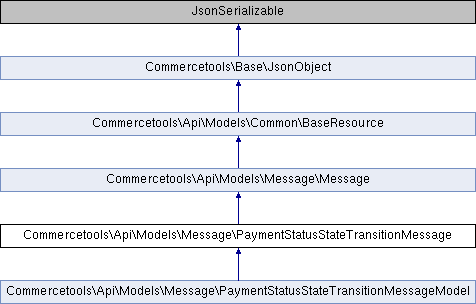 JsonSerializable
Commercetools\Base\JsonObject
Commercetools\Api\Models\Common\BaseResource
Commercetools\Api\Models\Message\Message
Commercetools\Api\Models\Message\PaymentStatusStateTransitionMessage
Commercetools\Api\Models\Message\PaymentStatusStateTransitionMessageModel